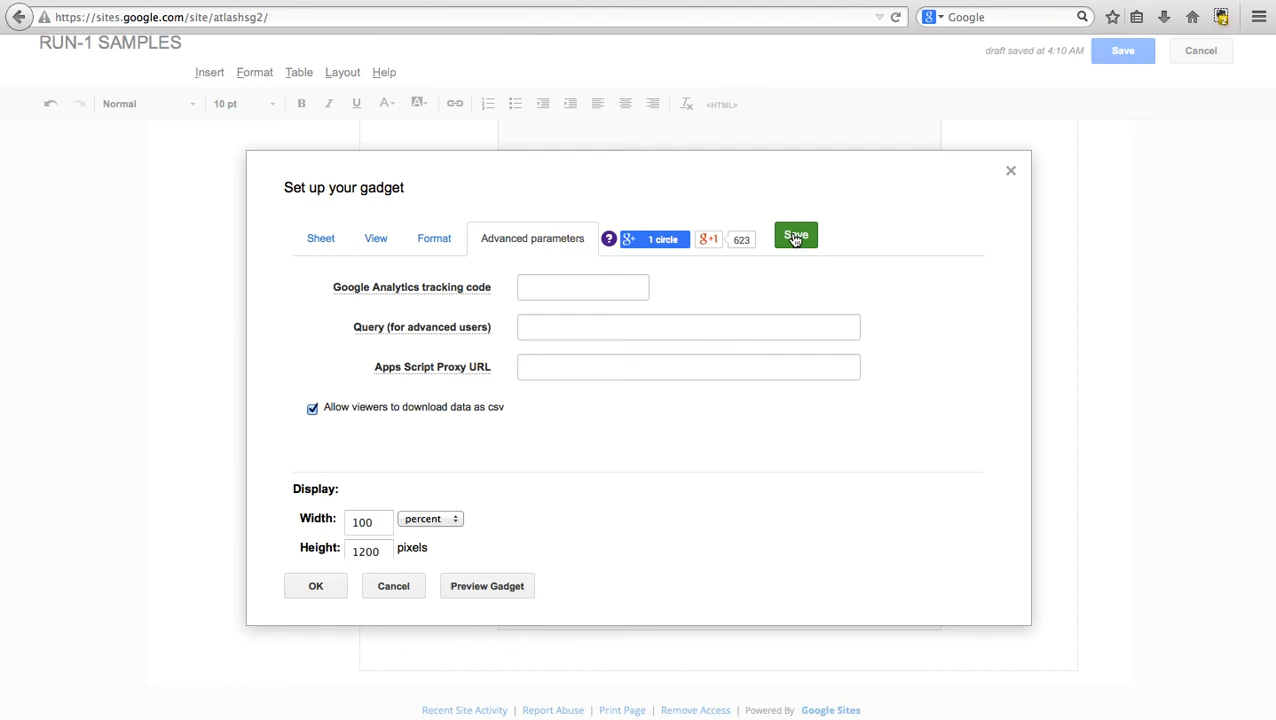 https://sites.google.com/site/atlashsg2/
Google
RUN-1 SAMPLES
draft saved at 4:10 AM
Save
Cancel
Insert Format Table Layout Help
Normal 10 pt B I U A A <HTML>
Set up your gadget
Sheet View Format Advanced parameters ? g+ 1 circle g+1 623 Save
Google Analytics tracking code
Query (for advanced users)
Apps Script Proxy URL
Allow viewers to download data as csv
Display:
Width: 100 percent
Height: 1200 pixels
OK Cancel Preview Gadget
Recent Site Activity | Report Abuse | Print Page | Remove Access | Powered By Google Sites